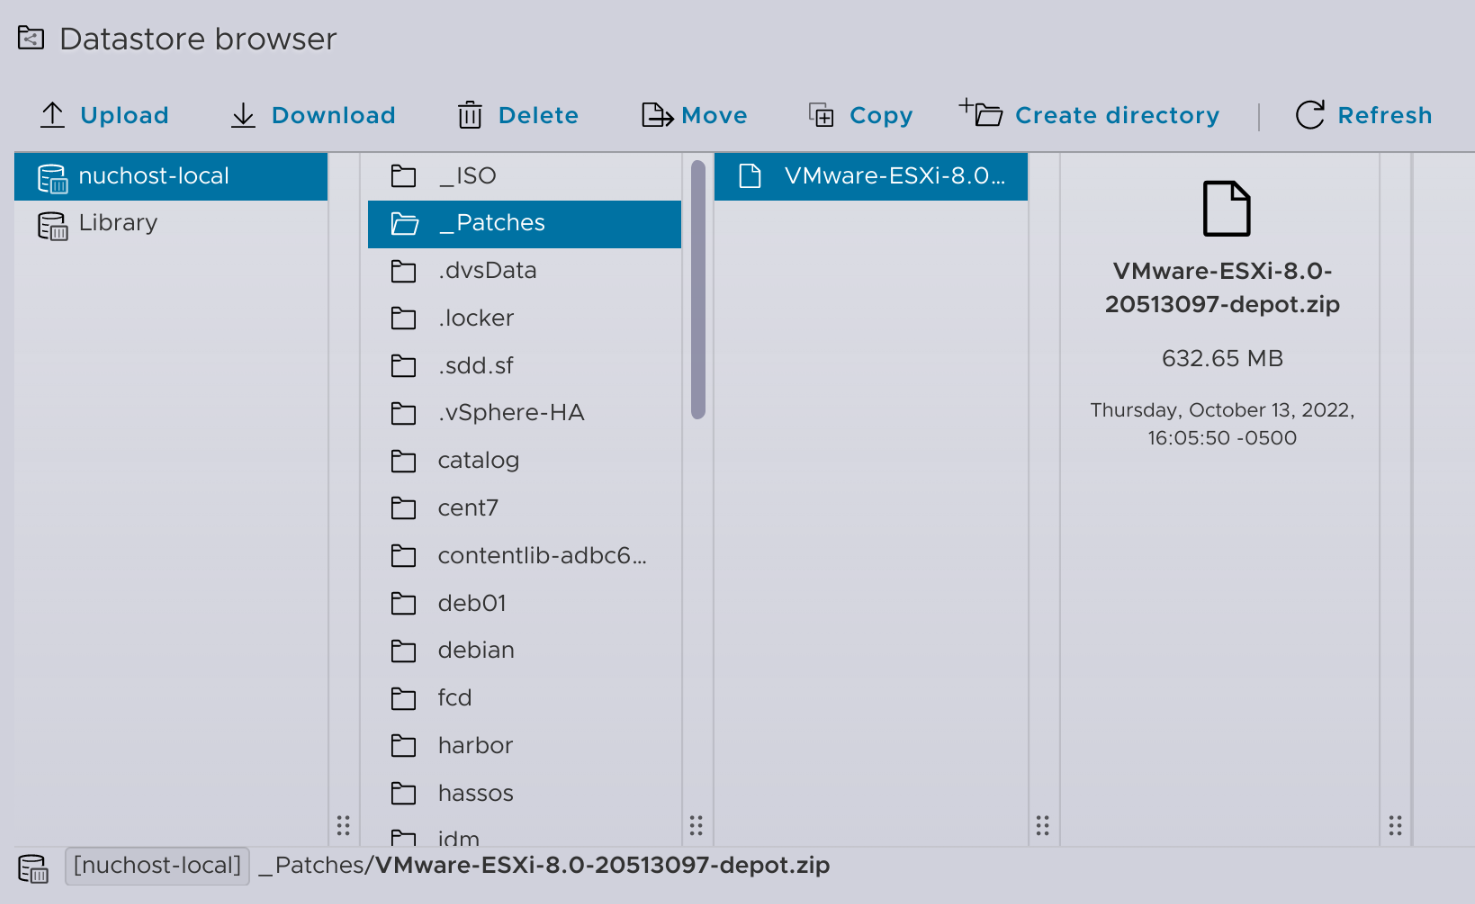 Datastore browser
Upload Download Delete Move Copy Create directory Refresh
nuchost-local
Library
_ISO
_Patches
.dvsData
.locker
.sdd.sf
.vSphere-HA
catalog
cent7
contentlib-adbc6...
deb01
debian
fcd
harbor
hassos
idm
VMware-ESXi-8.0...
VMware-ESXi-8.0-
20513097-depot.zip
632.65 MB
Thursday, October 13, 2022,
16:05:50 -0500
[nuchost-local] _Patches/VMware-ESXi-8.0-20513097-depot.zip